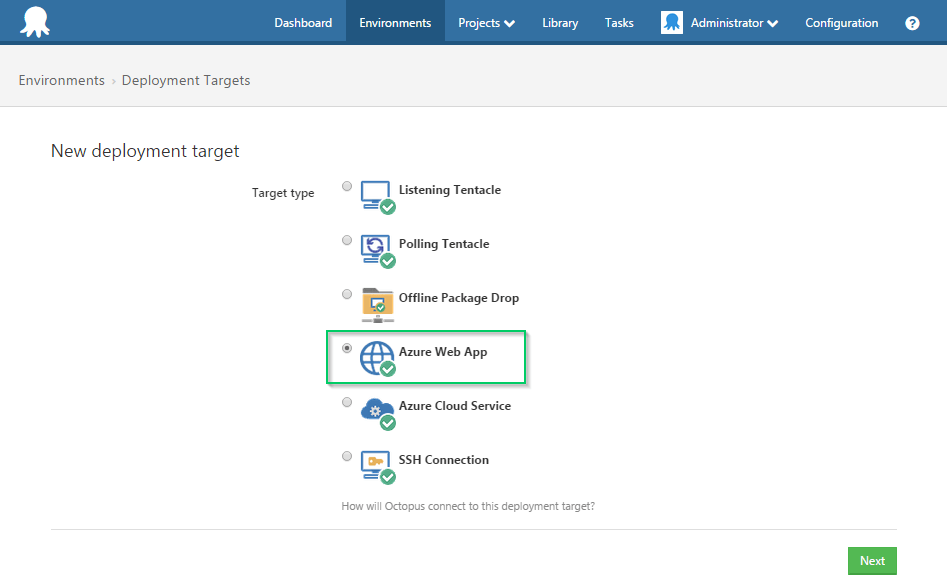 Dashboard Environments Projects Library Tasks Administrator Configuration ?
Environments › Deployment Targets
New deployment target
Target type
Listening Tentacle
Polling Tentacle
Offline Package Drop
Azure Web App
Azure Cloud Service
SSH Connection
How will Octopus connect to this deployment target?
Next